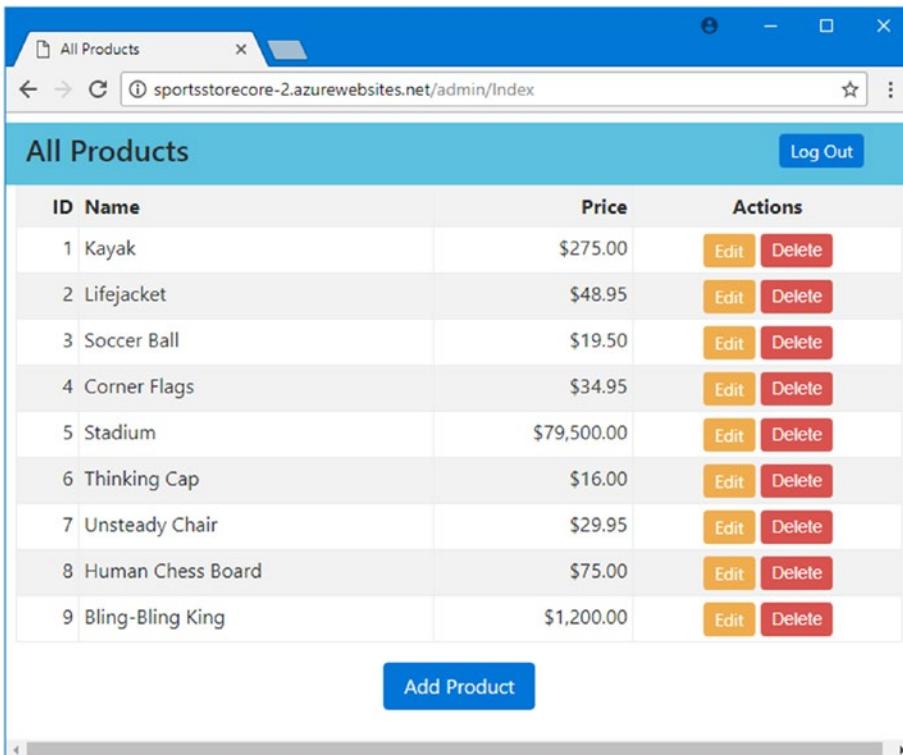 All Products
sportsstorecore-2.azurewebsites.net/admin/Index
All Products Log Out
ID Name Price Actions
1 Kayak $275.00 Edit Delete
2 Lifejacket $48.95 Edit Delete
3 Soccer Ball $19.50 Edit Delete
4 Corner Flags $34.95 Edit Delete
5 Stadium $79,500.00 Edit Delete
6 Thinking Cap $16.00 Edit Delete
7 Unsteady Chair $29.95 Edit Delete
8 Human Chess Board $75.00 Edit Delete
9 Bling-Bling King $1,200.00 Edit Delete
Add Product